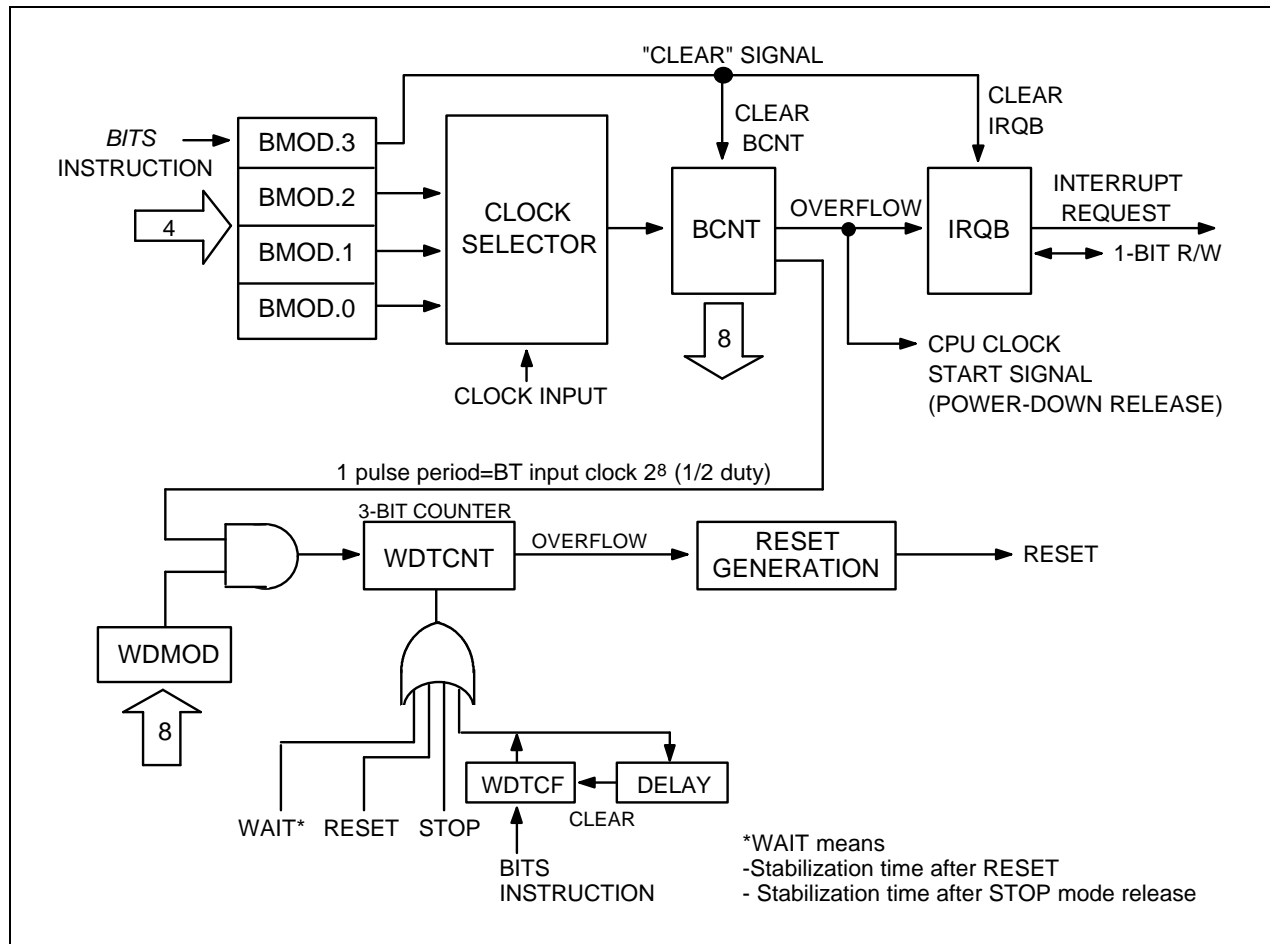 "CLEAR" SIGNAL
CLEAR
IRQB
CLEAR
BCNT
BITS
INSTRUCTION
4
BMOD.3
BMOD.2
BMOD.1
BMOD.0
CLOCK
SELECTOR
CLOCK INPUT
BCNT
8
OVERFLOW
IRQB
INTERRUPT
REQUEST
1-BIT R/W
CPU CLOCK
START SIGNAL
(POWER-DOWN RELEASE)
1 pulse period=BT input clock 2⁸ (1/2 duty)
3-BIT COUNTER
WDTCNT
OVERFLOW
RESET
GENERATION
RESET
WDMOD
8
WDTCF
DELAY
CLEAR
WAIT*
RESET
STOP
BITS
INSTRUCTION
*WAIT means
-Stabilization time after RESET
- Stabilization time after STOP mode release